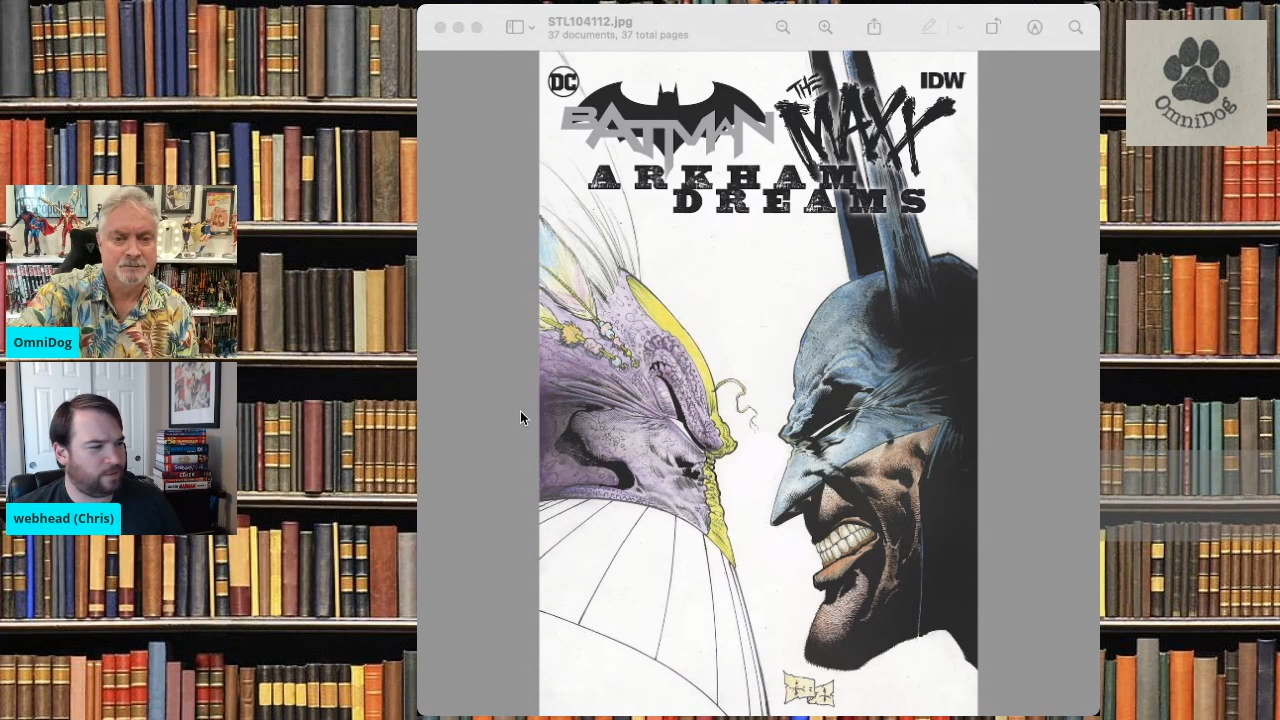 STL104112.jpg
37 documents, 37 total pages
DC
BATMAN
THE
MAXX
IDW
ARKHAM
DREAMS
OmniDog
OmniDog
webhead (Chris)